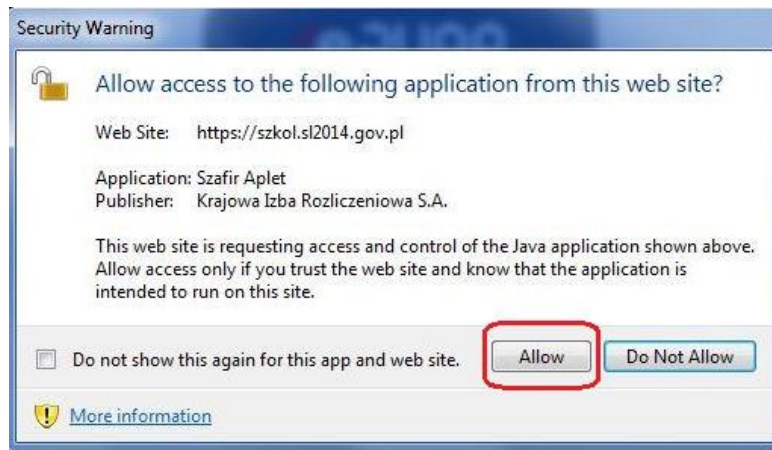 Security Warning
Allow access to the following application from this web site?
Web Site: https://szkol.sl2014.gov.pl
Application: Szafir Aplet
Publisher: Krajowa Izba Rozliczeniowa S.A.
This web site is requesting access and control of the Java application shown above.
Allow access only if you trust the web site and know that the application is
intended to run on this site.
Do not show this again for this app and web site. Allow Do Not Allow
More information